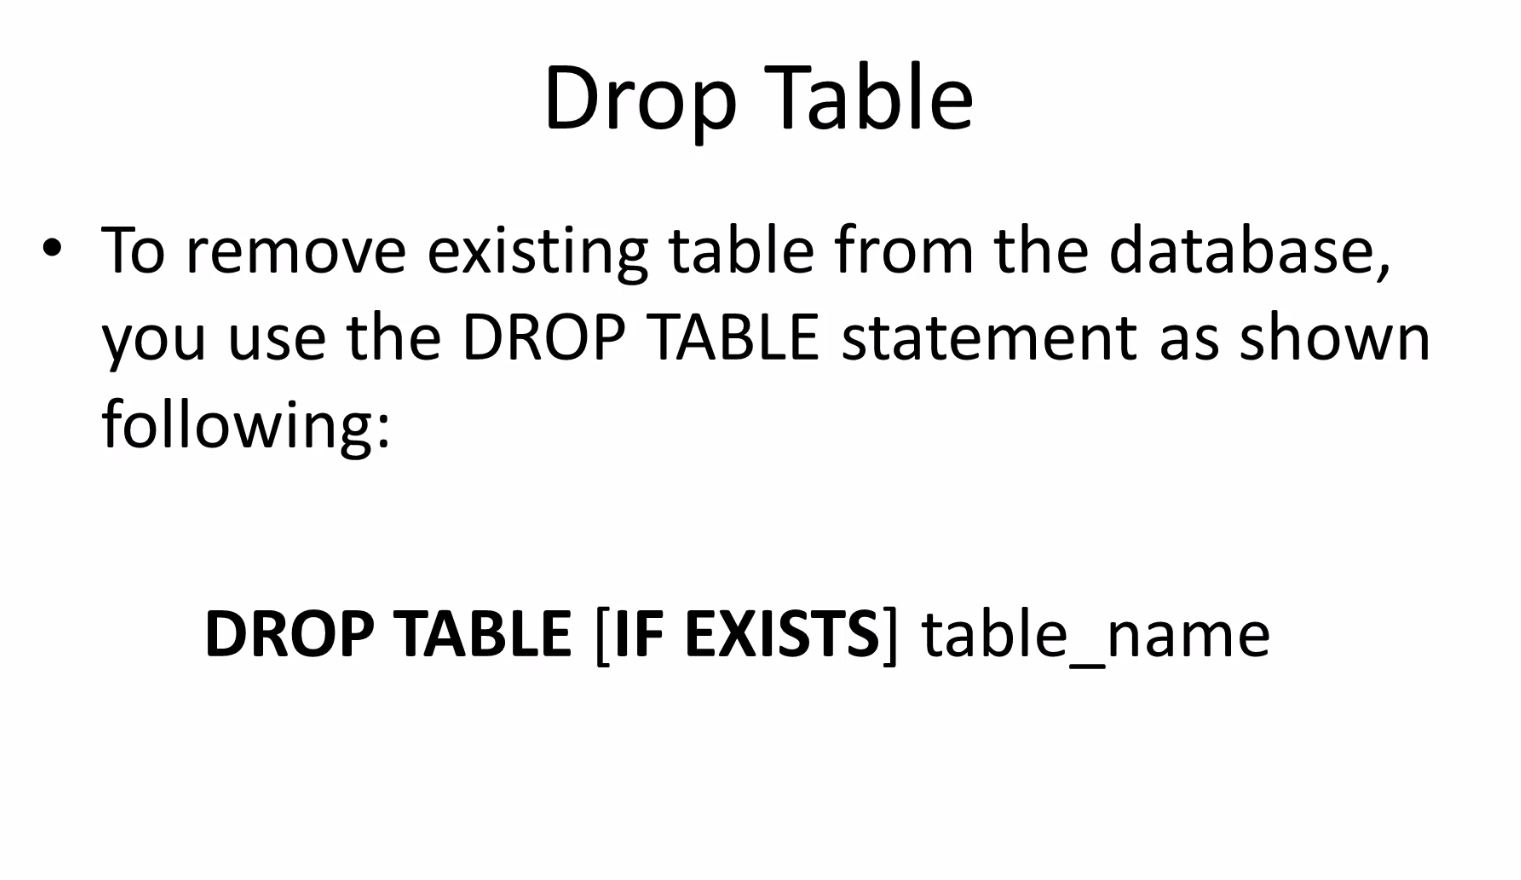 Drop Table
• To remove existing table from the database,
you use the DROP TABLE statement as shown
following:
DROP TABLE [IF EXISTS] table_name